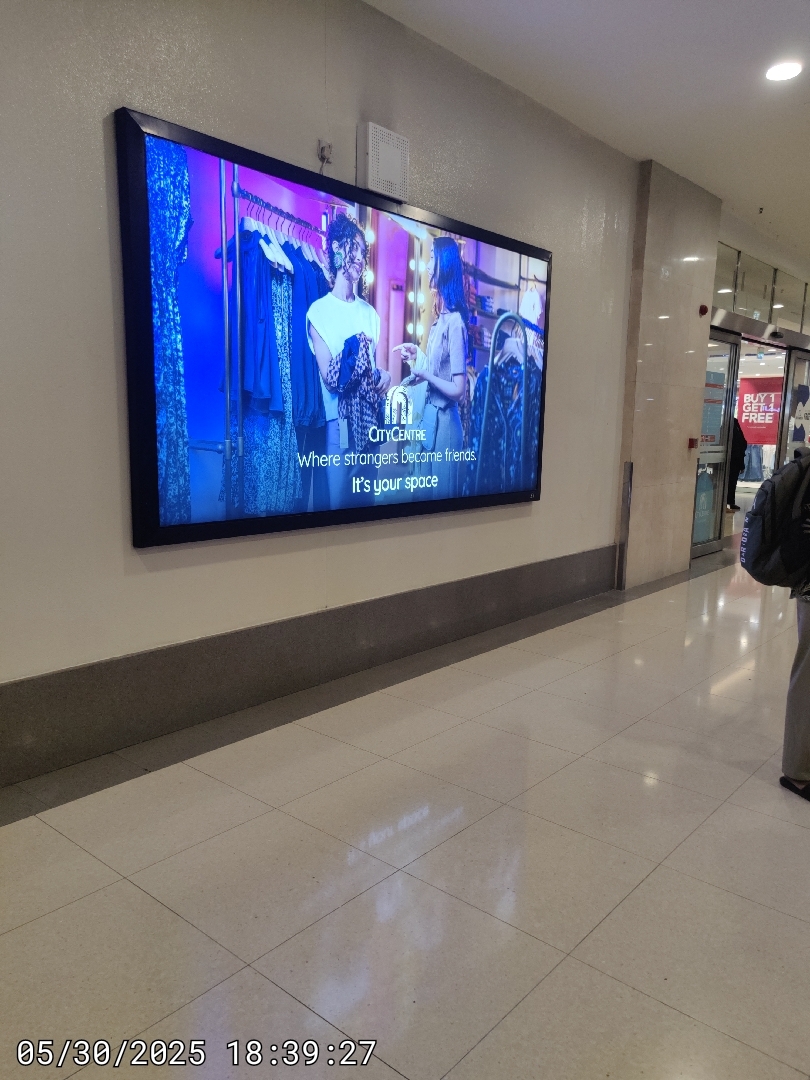 CITYCENTRE
Where strangers become friends.
It's your space
BUY 1
GET 1
FREE
05/30/2025 18:39:27